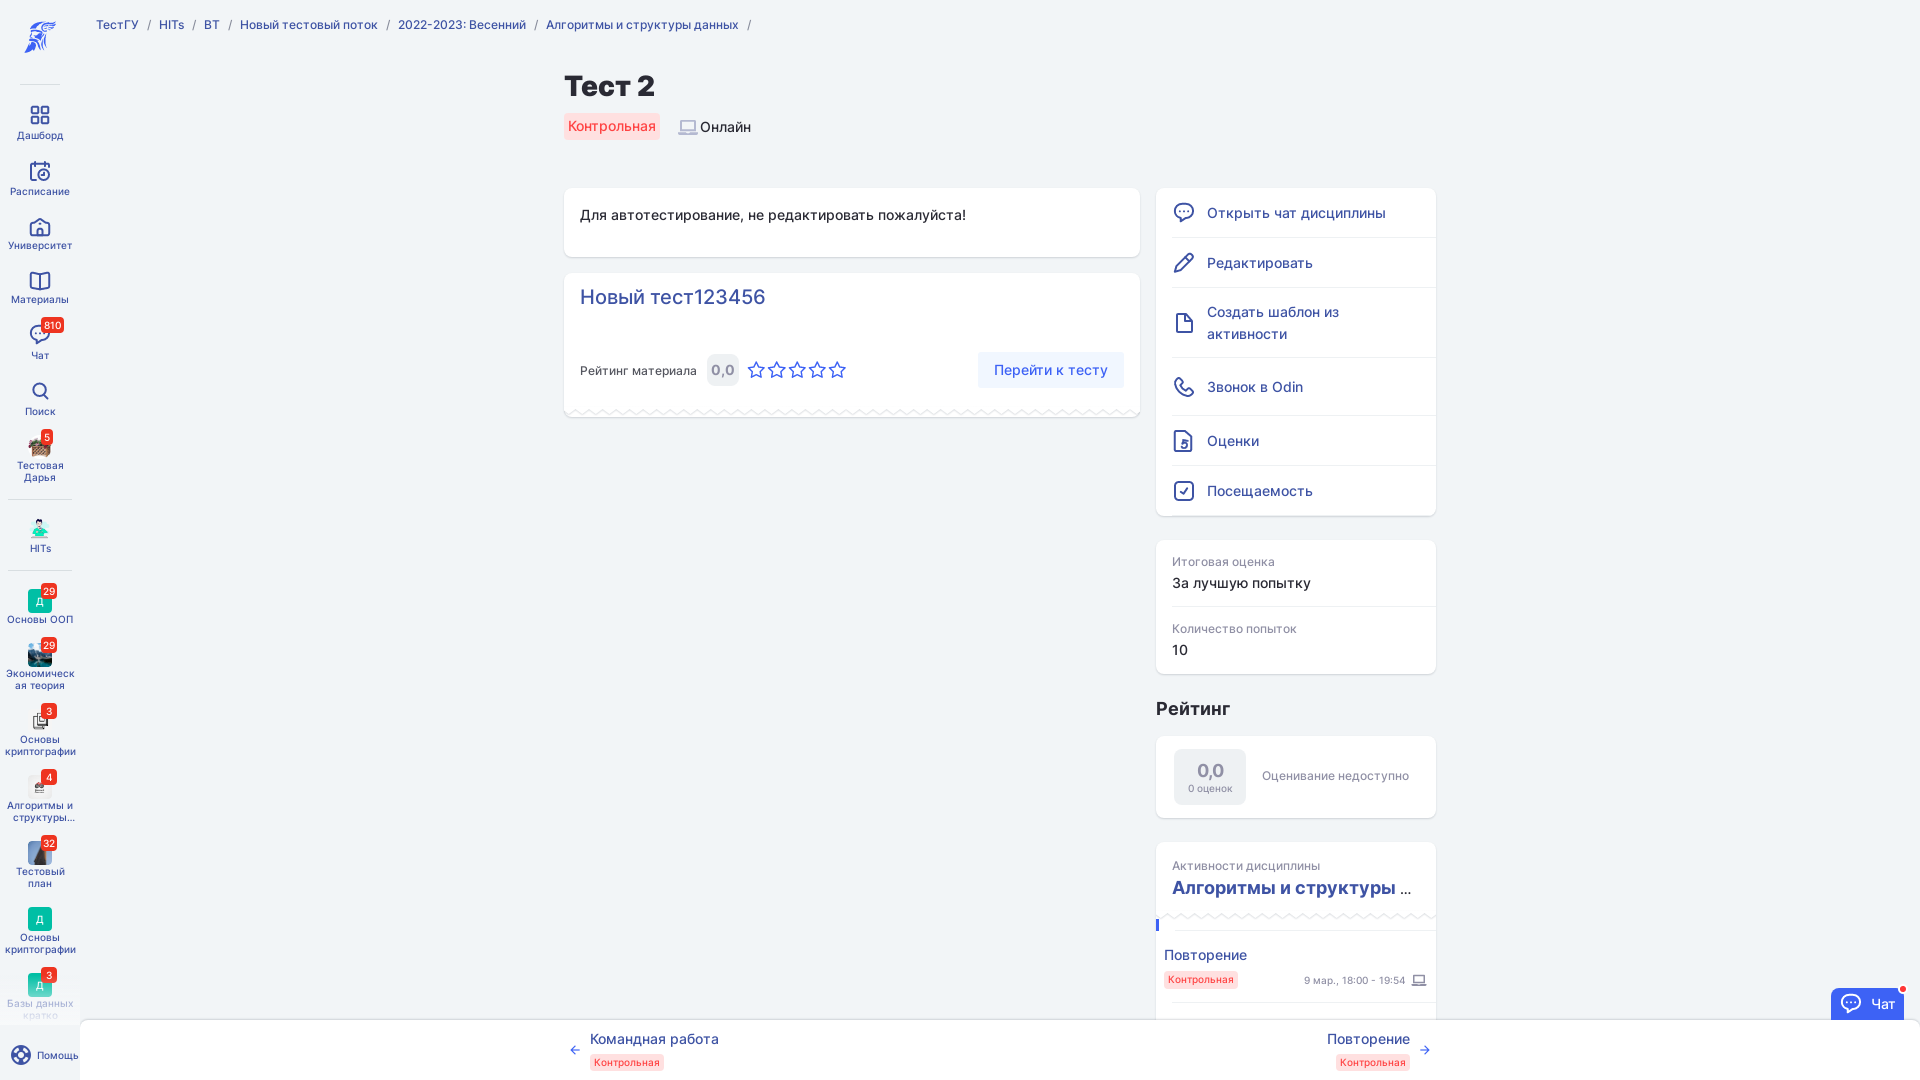 ТестГУ / HITs / ВТ / Новый тестовый поток / 2022-2023: Весенний / Алгоритмы и структуры данных /
Дашборд
Расписание
Университет
Материалы
810
Чат
Поиск
5
Тестовая
Дарья
HITs
29
Д
Основы ООП
29
Экономическ
ая теория
3
Основы
криптографии
4
Алгоритмы и
структуры...
32
Тестовый
план
Д
Основы
криптографии
3
Д
Базы данных
кратко
Помощь
Тест 2
Контрольная
Онлайн
Для автотестирование, не редактировать пожалуйста!
Новый тест123456
Рейтинг материала 0,0
Перейти к тесту
Открыть чат дисциплины
Редактировать
Создать шаблон из
активности
Звонок в Odin
Оценки
Посещаемость
Итоговая оценка
За лучшую попытку
Количество попыток
10
Рейтинг
0,0
0 оценок
Оценивание недоступно
Активности дисциплины
Алгоритмы и структуры ...
Повторение
Контрольная
9 мар., 18:00 - 19:54
Чат
Командная работа
Контрольная
Повторение
Контрольная